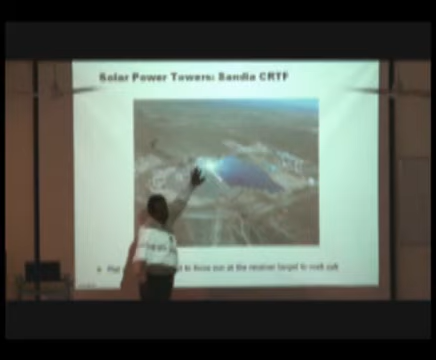 Solar Power Towers: Sandia CRTF
to focus sun at the receiver target to melt salt